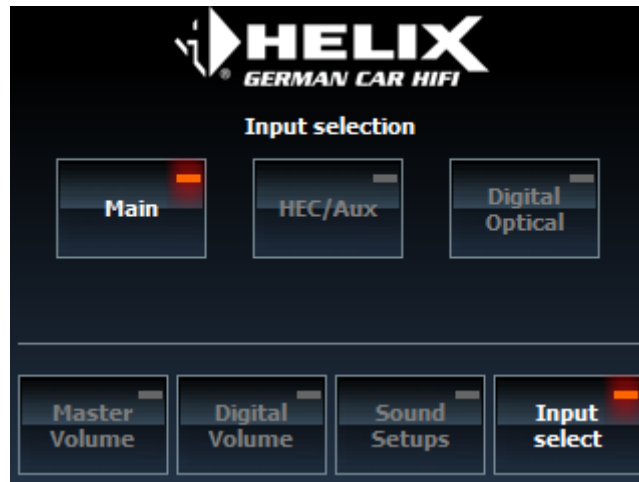 HELIX
®
GERMAN CAR HIFI
Input selection
Main
HEC/Aux
Digital
Optical
Master
Volume
Digital
Volume
Sound
Setups
Input
select